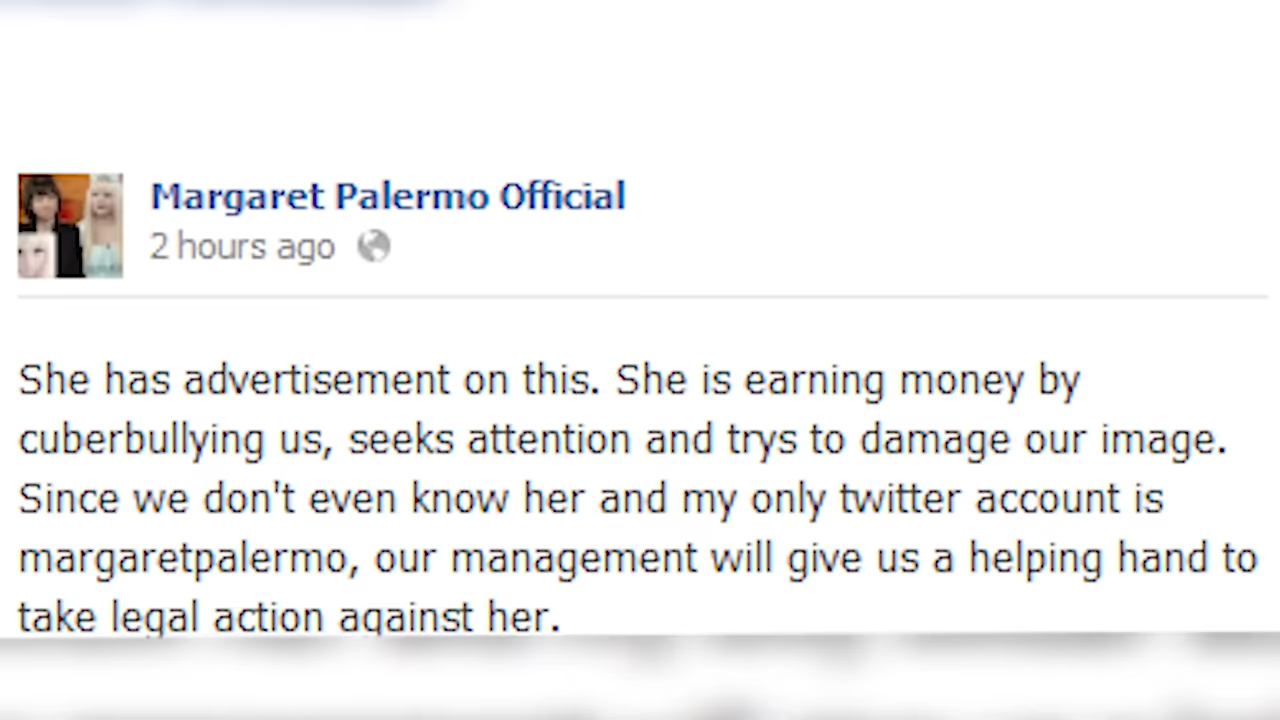 Margaret Palermo Official
2 hours ago
She has advertisement on this. She is earning money by
cuberbullying us, seeks attention and trys to damage our image.
Since we don't even know her and my only twitter account is
margaretpalermo, our management will give us a helping hand to
take legal action against her.